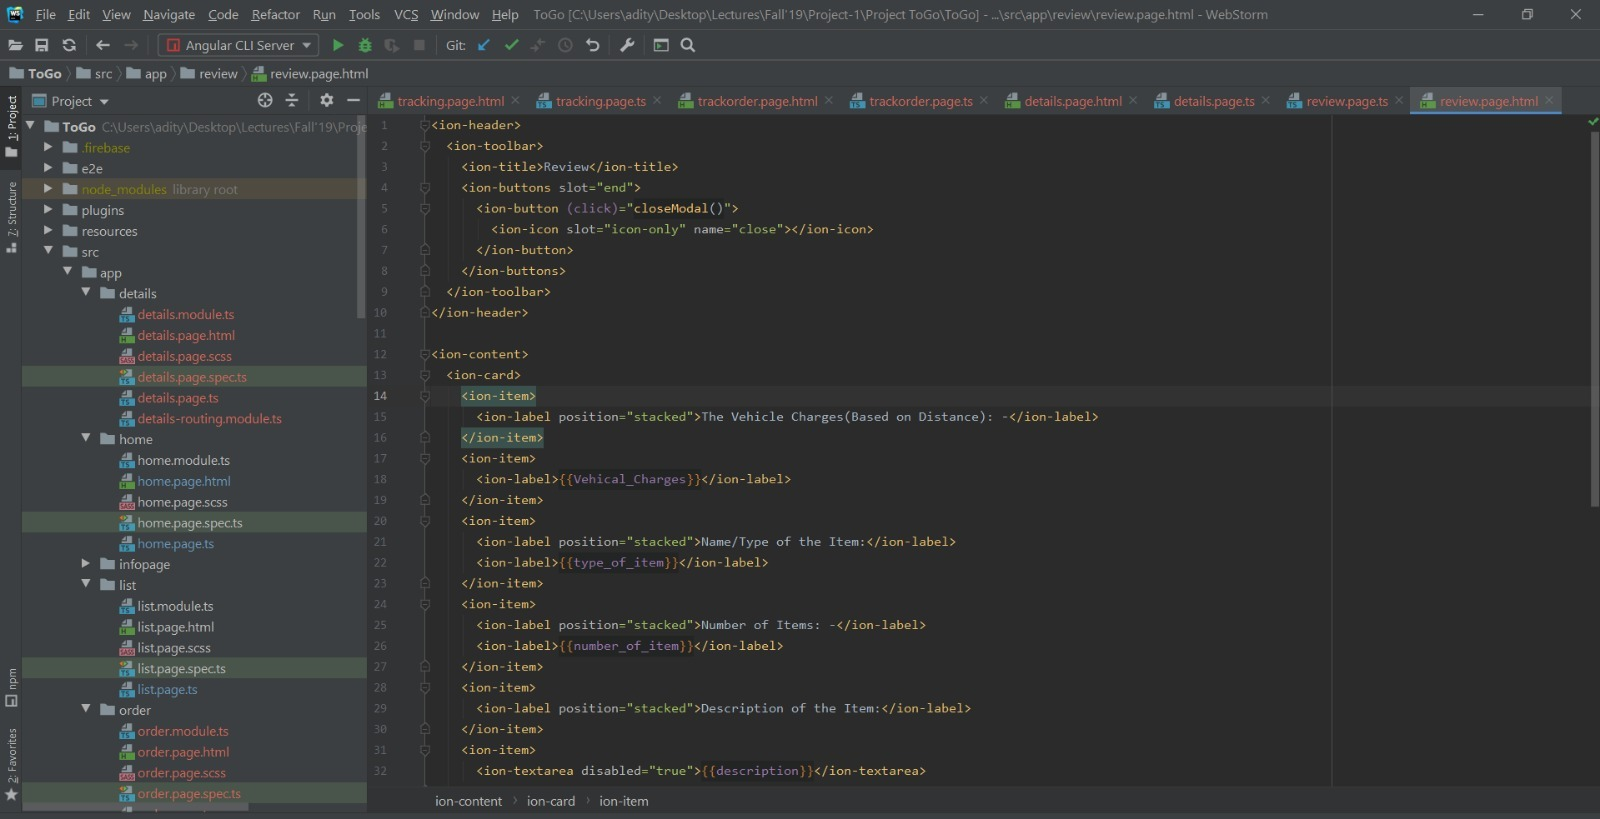 File Edit View Navigate Code Refactor Run Tools VCS Window Help ToGo [C:\Users\adity\Desktop\Lectures\Fall'19\Project-1\Project ToGo\ToGo] - ...\src\app\review\review.page.html - WebStorm
Angular CLI Server Git:
ToGo src app review review.page.html
Project
tracking.page.html tracking.page.ts trackorder.page.html trackorder.page.ts details.page.html details.page.ts review.page.ts review.page.html
1: Project
Z: Structure
npm
2: Favorites
ToGo C:\Users\adity\Desktop\Lectures\Fall'19\Proje
.firebase
e2e
node_modules library root
plugins
resources
src
app
details
details.module.ts
details.page.html
details.page.scss
details.page.spec.ts
details.page.ts
details-routing.module.ts
home
home.module.ts
home.page.html
home.page.scss
home.page.spec.ts
home.page.ts
infopage
list
list.module.ts
list.page.html
list.page.scss
list.page.spec.ts
list.page.ts
order
order.module.ts
order.page.html
order.page.scss
order.page.spec.ts
1 <ion-header>
2 <ion-toolbar>
3 <ion-title>Review</ion-title>
4 <ion-buttons slot="end">
5 <ion-button (click)="closeModal()">
6 <ion-icon slot="icon-only" name="close"></ion-icon>
7 </ion-button>
8 </ion-buttons>
9 </ion-toolbar>
10 </ion-header>
11
12 <ion-content>
13 <ion-card>
14 <ion-item>
15 <ion-label position="stacked">The Vehicle Charges(Based on Distance): -</ion-label>
16 </ion-item>
17 <ion-item>
18 <ion-label>{{Vehical_Charges}}</ion-label>
19 </ion-item>
20 <ion-item>
21 <ion-label position="stacked">Name/Type of the Item:</ion-label>
22 <ion-label>{{type_of_item}}</ion-label>
23 </ion-item>
24 <ion-item>
25 <ion-label position="stacked">Number of Items: -</ion-label>
26 <ion-label>{{number_of_item}}</ion-label>
27 </ion-item>
28 <ion-item>
29 <ion-label position="stacked">Description of the Item:</ion-label>
30 </ion-item>
31 <ion-item>
32 <ion-textarea disabled="true">{{description}}</ion-textarea>
ion-content ion-card ion-item